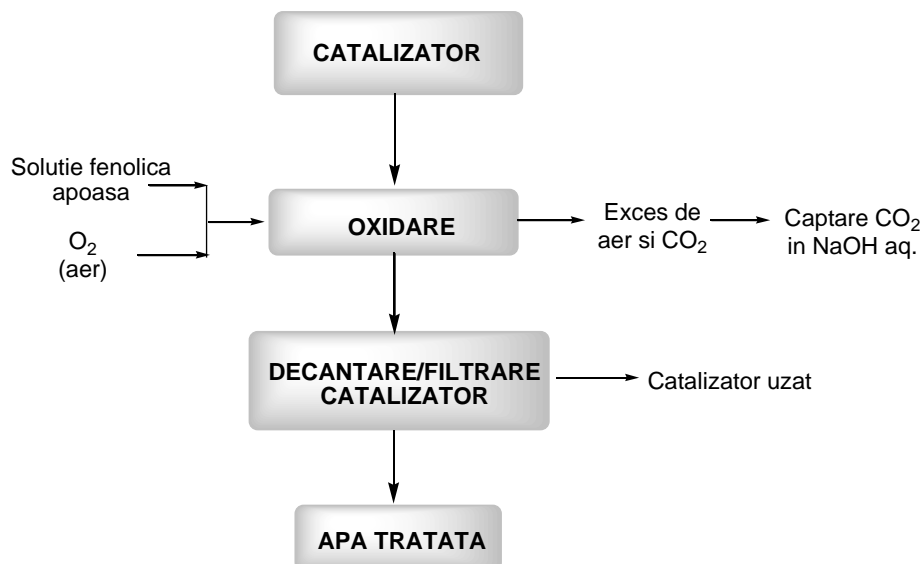 CATALIZATOR
Solutie fenolica
apoasa
O2
(aer)
OXIDARE
Exces de
aer si CO2
Captare CO2
in NaOH aq.
DECANTARE/FILTRARE
CATALIZATOR
Catalizator uzat
APA TRATATA